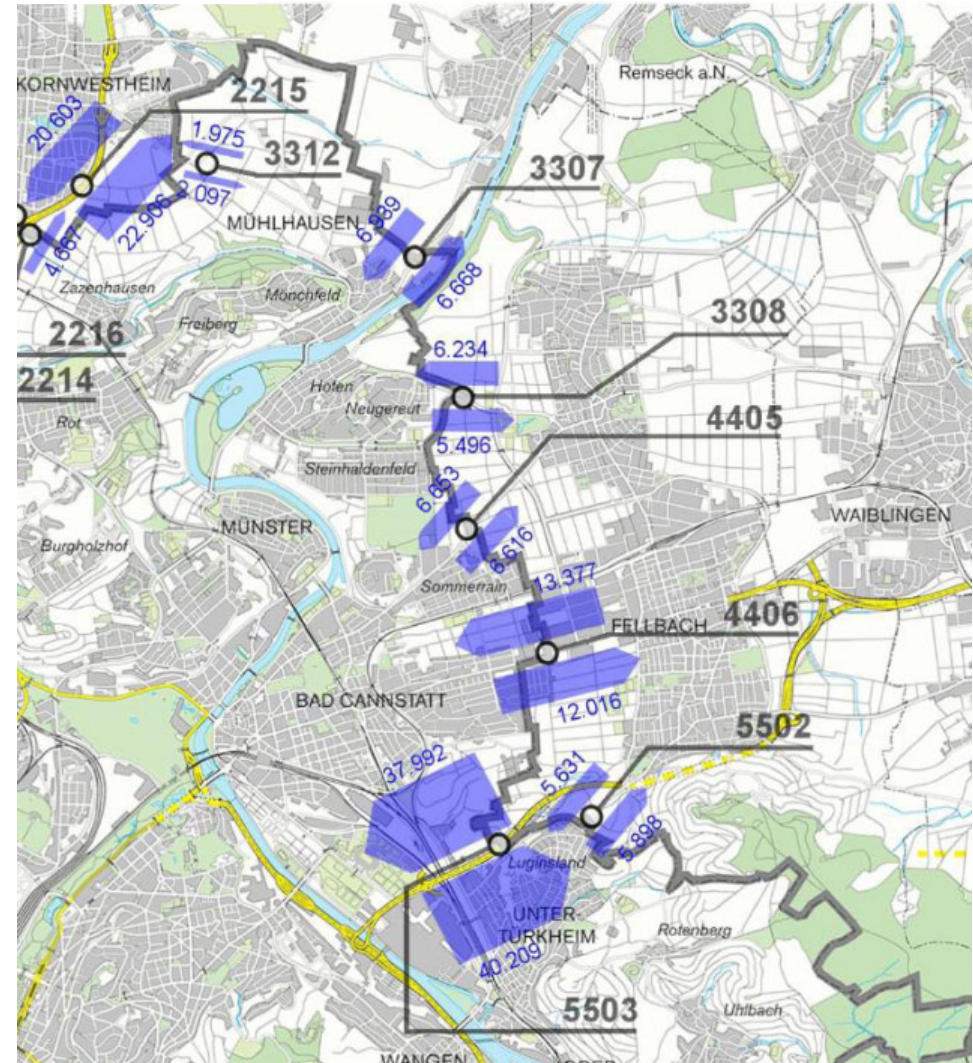 Remseck a.N.
KORNWESTHEIM
2215
20.603
1.975
3312
3307
2.097
22.906
MÜHLHAUSEN
6.939
4.667
6.668
Zazenhausen
Mönchfeld
3308
Freiberg
2216
6.234
2214
Hofen
Neugereut
4405
Rot
5.496
Steinhaldenfeld
6.653
WAIBLINGEN
MÜNSTER
6.616
Burgholzhof
Sommerrain
13.377
FELLBACH
4406
BAD CANNSTATT
12.016
5502
37.992
5.631
5.898
Luginsland
UNTER-
TÜRKHEIM
Rotenberg
40.209
5503
Uhlbach
WANGEN